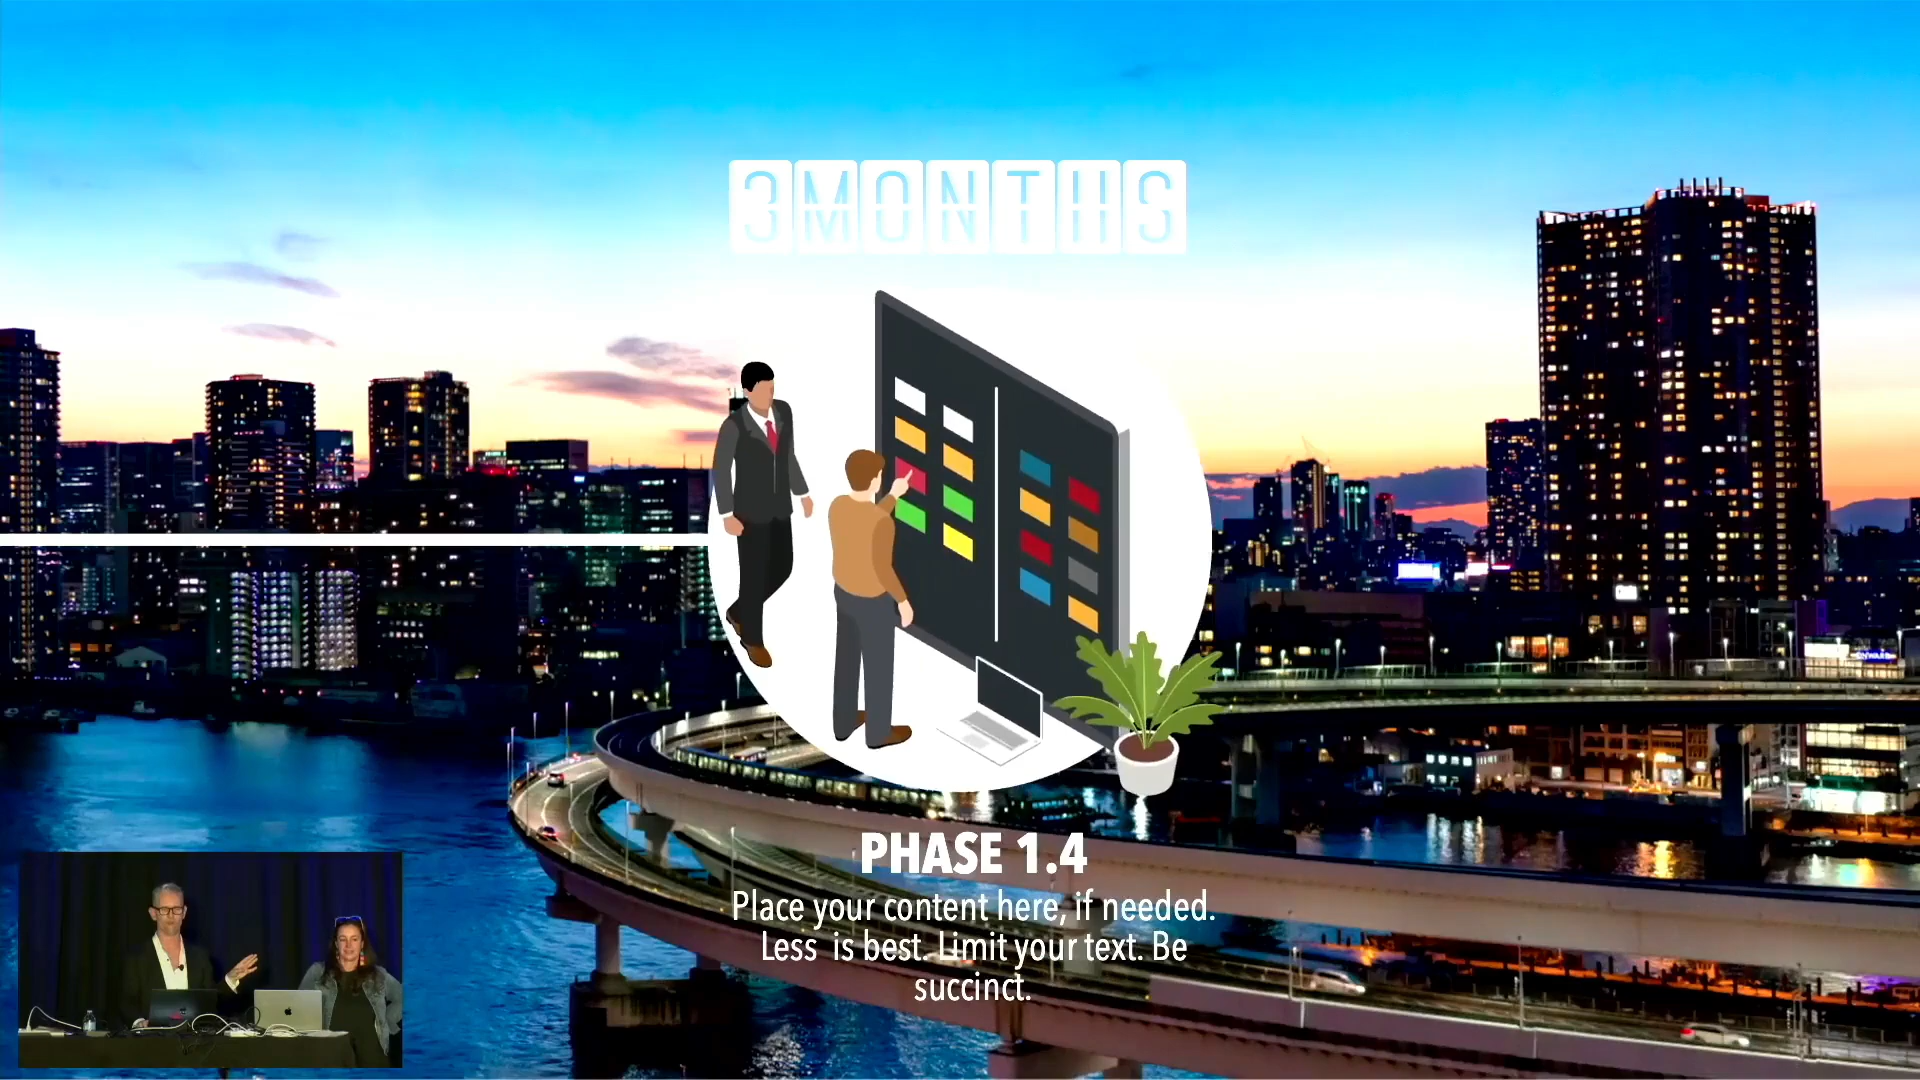 3MONTHS
PHASE 1.4
Place your content here, if needed.
Less is best. Limit your text. Be
succinct.